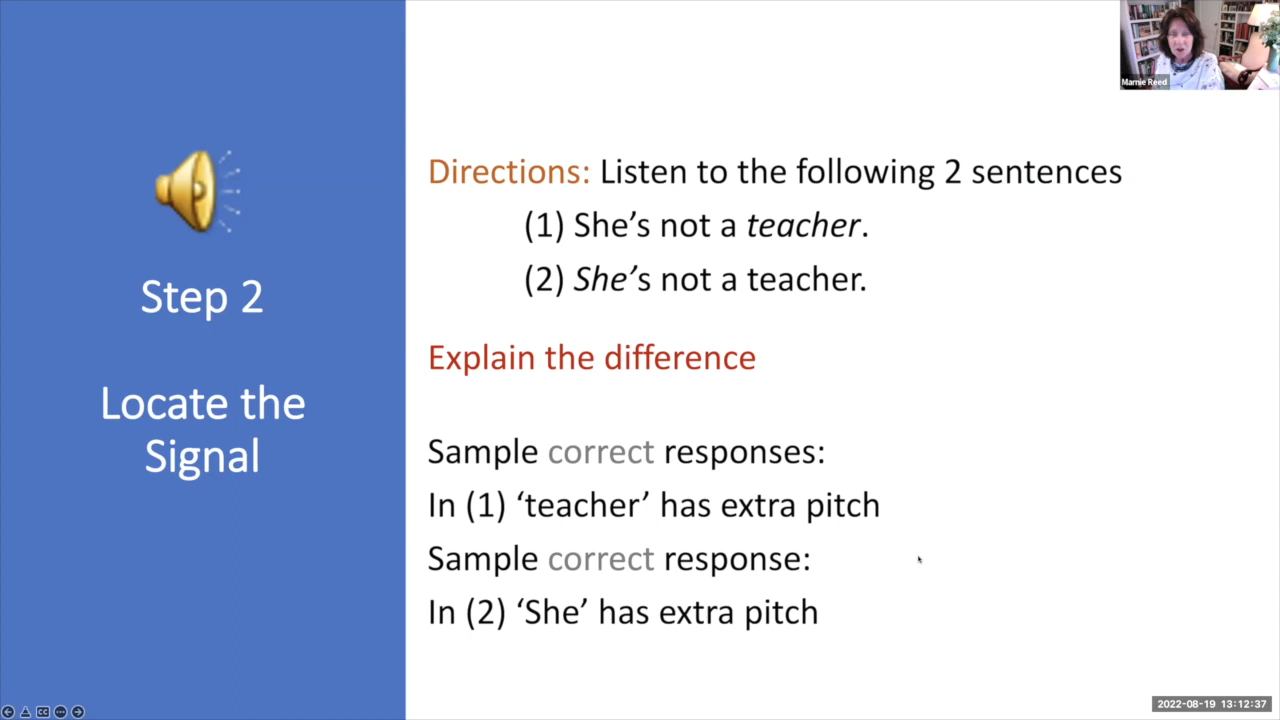 Step 2
Locate the
Signal
Directions: Listen to the following 2 sentences
(1) She’s not a teacher.
(2) She’s not a teacher.
Explain the difference
Sample correct responses:
In (1) ‘teacher’ has extra pitch
Sample correct response:
In (2) ‘She’ has extra pitch
Marnie Reed
2022-08-19 13:12:37